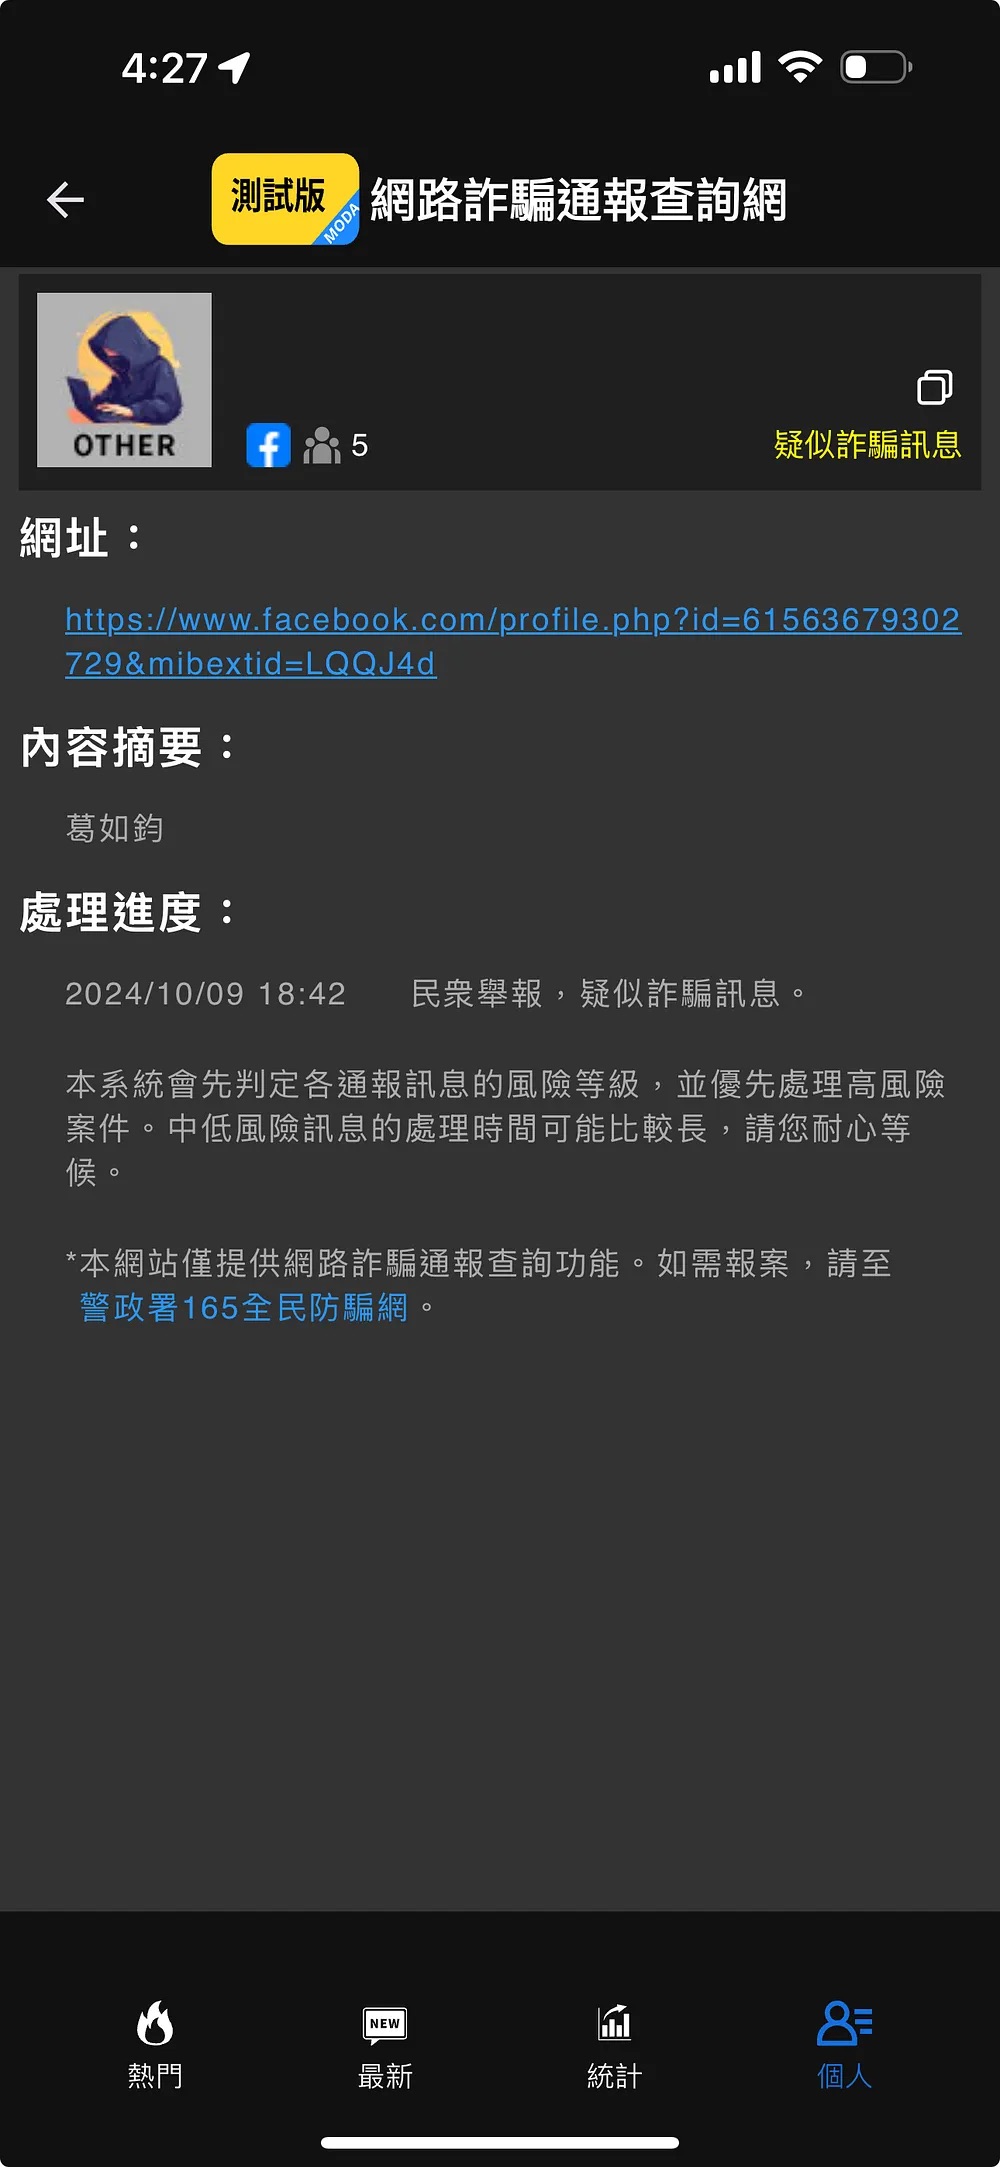 4:27
測試版 MODA 網路詐騙通報查詢網
OTHER
5
疑似詐騙訊息
網址：
https://www.facebook.com/profile.php?id=61563679302
729&mibextid=LQQJ4d
內容摘要：
葛如鈞
處理進度：
2024/10/09 18:42 民衆舉報，疑似詐騙訊息。
本系統會先判定各通報訊息的風險等級，並優先處理高風險
案件。中低風險訊息的處理時間可能比較長，請您耐心等
候。
*本網站僅提供網路詐騙通報查詢功能。如需報案，請至
警政署165全民防騙網。
NEW
熱門 最新 統計 個人